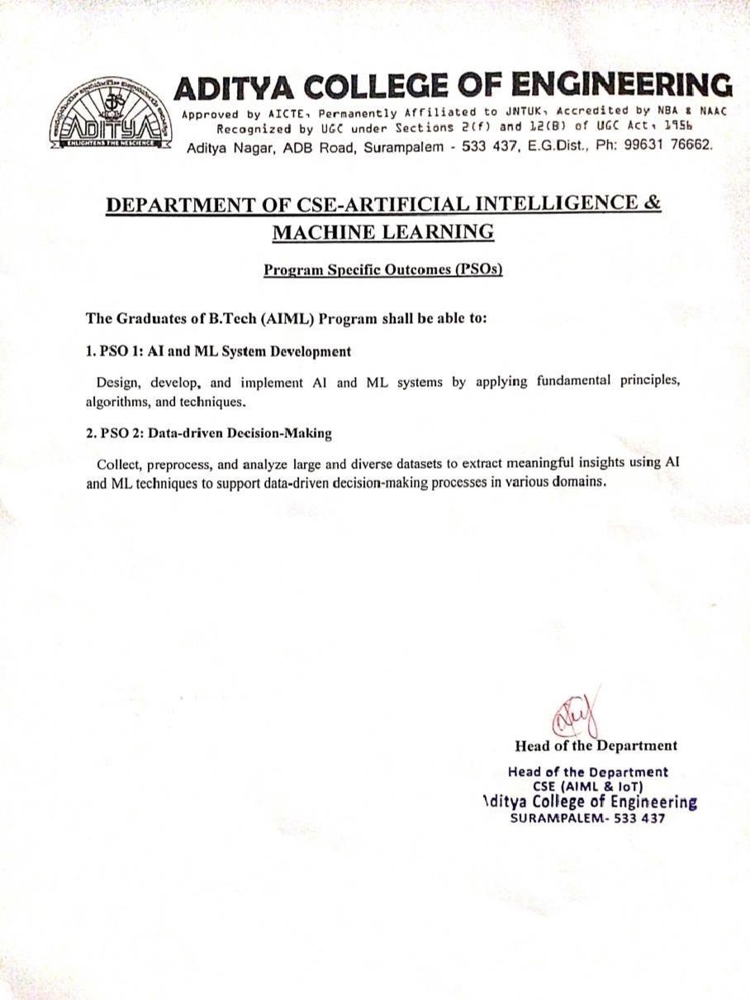 ADITYA
ENLIGHTENS THE NESCIENCE
ADITYA COLLEGE OF ENGINEERING
Approved by AICTE, Permanently Affiliated to JNTUK, Accredited by NBA & NAAC
Recognized by UGC under Sections 2(f) and 12(B) of UGC Act, 1956
Aditya Nagar, ADB Road, Surampalem - 533 437, E.G.Dist., Ph: 99631 76662.
DEPARTMENT OF CSE-ARTIFICIAL INTELLIGENCE &
MACHINE LEARNING
Program Specific Outcomes (PSOs)
The Graduates of B.Tech (AIML) Program shall be able to:
1. PSO 1: AI and ML System Development
Design, develop, and implement AI and ML systems by applying fundamental principles,
algorithms, and techniques.
2. PSO 2: Data-driven Decision-Making
Collect, preprocess, and analyze large and diverse datasets to extract meaningful insights using AI
and ML techniques to support data-driven decision-making processes in various domains.
Head of the Department
Head of the Department
CSE (AIML & IoT)
Aditya College of Engineering
SURAMPALEM- 533 437